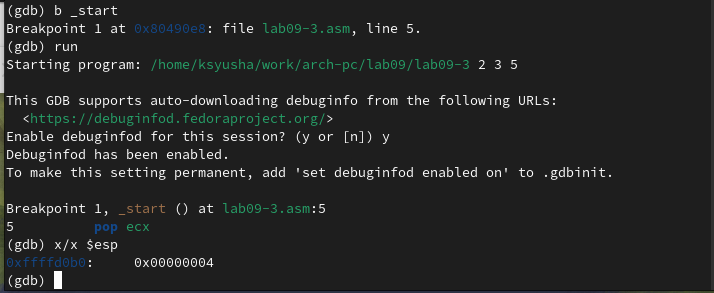 (gdb) b _start
Breakpoint 1 at 0x80490e8: file lab09-3.asm, line 5.
(gdb) run
Starting program: /home/ksyusha/work/arch-pc/lab09/lab09-3 2 3 5

This GDB supports auto-downloading debuginfo from the following URLs:
  <https://debuginfod.fedoraproject.org/>
Enable debuginfod for this session? (y or [n]) y
Debuginfod has been enabled.
To make this setting permanent, add 'set debuginfod enabled on' to .gdbinit.

Breakpoint 1, _start () at lab09-3.asm:5
5           pop ecx
(gdb) x/x $esp
0xffffd0b0:     0x00000004
(gdb)